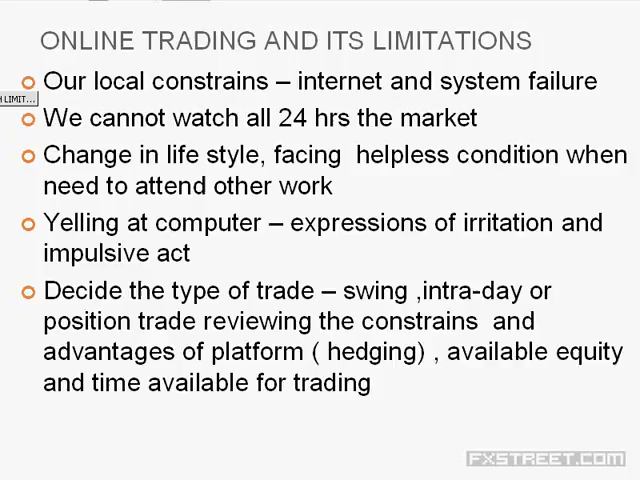 ONLINE TRADING AND ITS LIMITATIONS
Our local constrains – internet and system failure
LIMIT...
We cannot watch all 24 hrs the market
Change in life style, facing helpless condition when
need to attend other work
Yelling at computer – expressions of irritation and
impulsive act
Decide the type of trade – swing ,intra-day or
position trade reviewing the constrains and
advantages of platform ( hedging) , available equity
and time available for trading
FXSTREET.COM